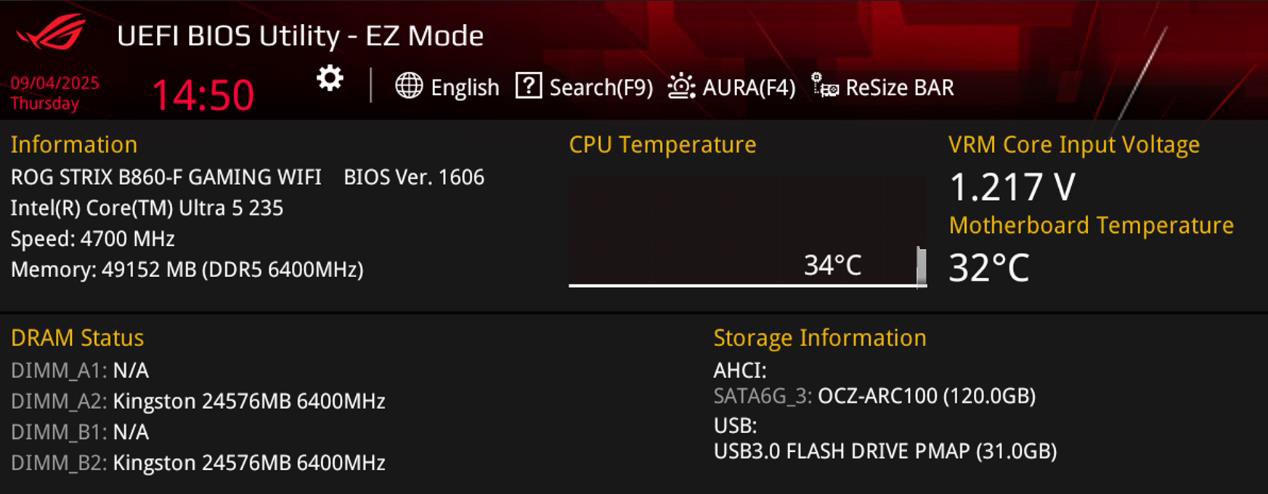 UEFI BIOS Utility - EZ Mode
09/04/2025
Thursday
14:50
English
Search(F9)
AURA(F4)
ReSize BAR
Information
ROG STRIX B860-F GAMING WIFI BIOS Ver. 1606
Intel(R) Core(TM) Ultra 5 235
Speed: 4700 MHz
Memory: 49152 MB (DDR5 6400MHz)
CPU Temperature
34°C
VRM Core Input Voltage
1.217 V
Motherboard Temperature
32°C
DRAM Status
DIMM_A1: N/A
DIMM_A2: Kingston 24576MB 6400MHz
DIMM_B1: N/A
DIMM_B2: Kingston 24576MB 6400MHz
Storage Information
AHCI:
SATA6G_3: OCZ-ARC100 (120.0GB)
USB:
USB3.0 FLASH DRIVE PMAP (31.0GB)